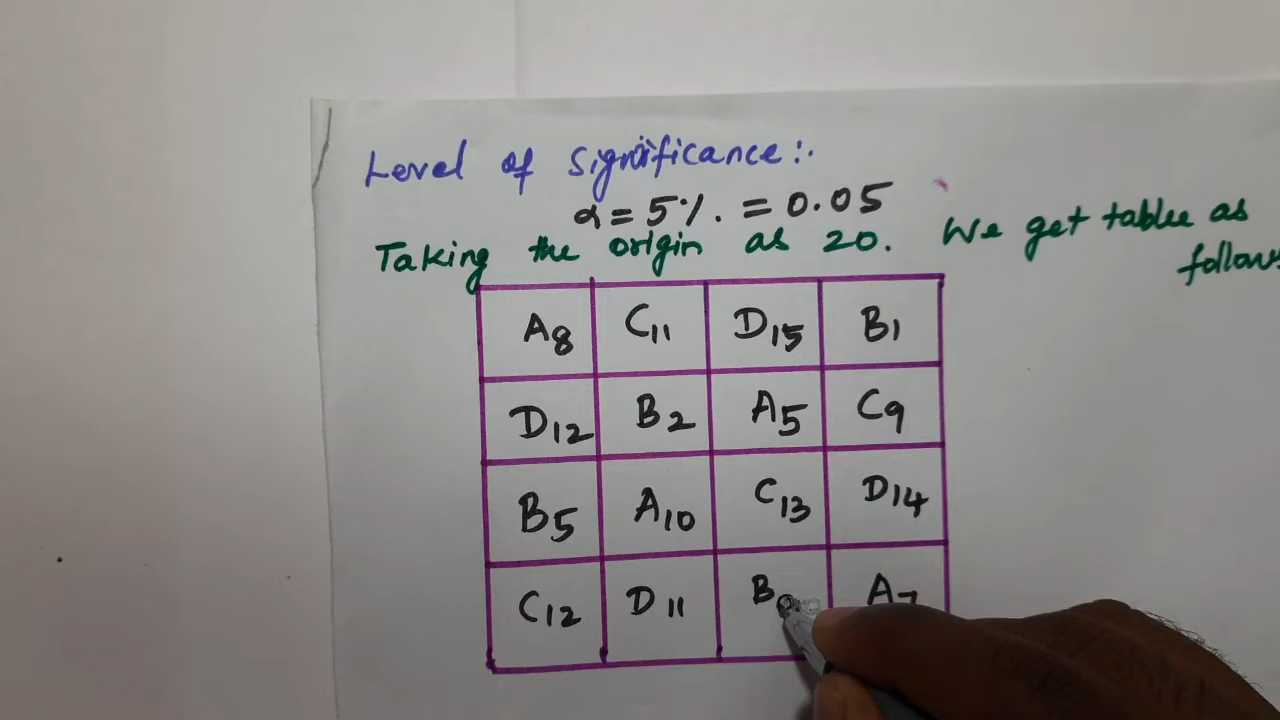 Level of Significance:.
α = 5%. = 0.05
Taking the origin as 20. We get table as
follows
A8 C11 D15 B1
D12 B2 A5 C9
B5 A10 C13 D14
C12 D11 B A7